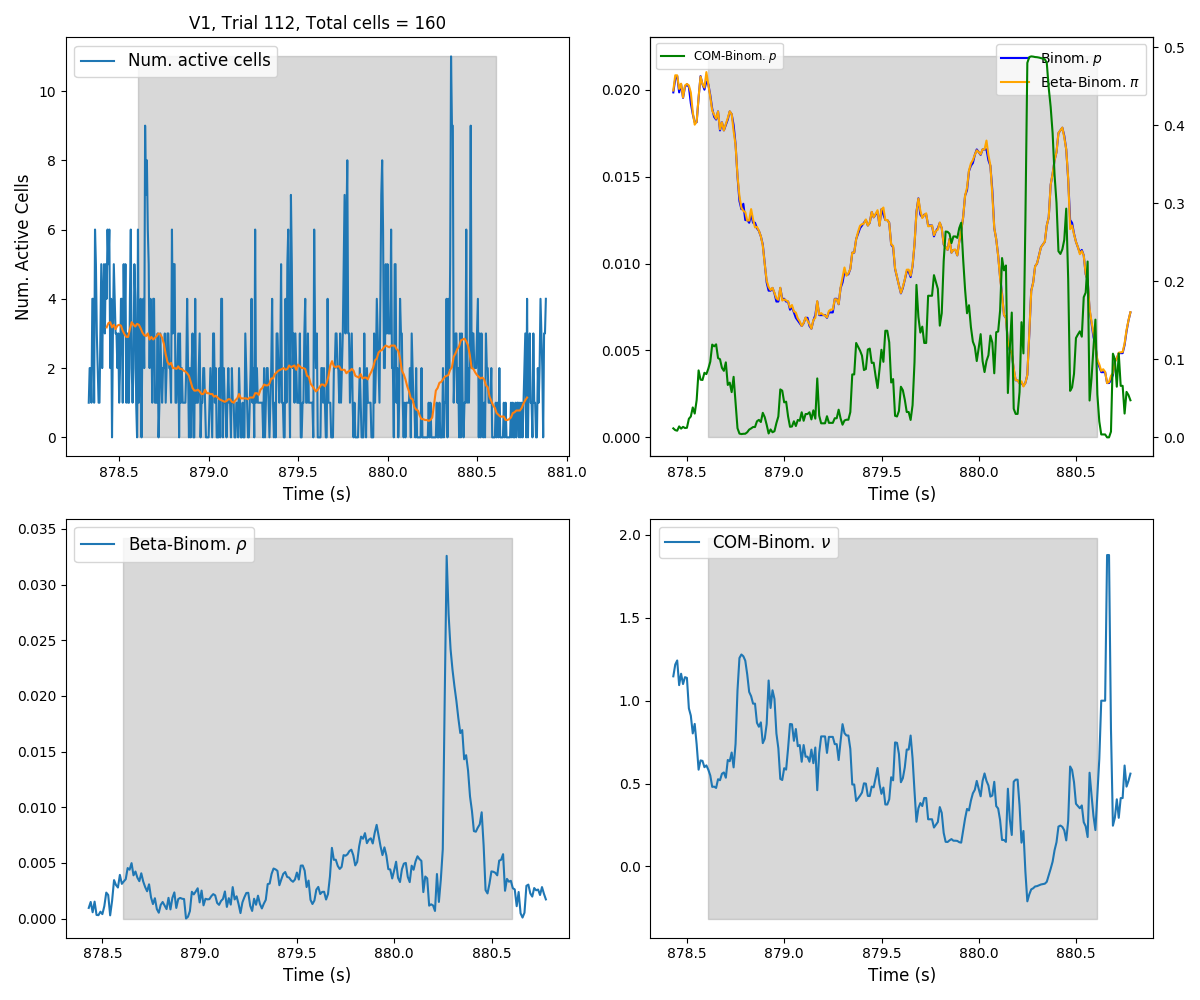 V1, Trial 112, Total cells = 160
Num. active cells
Num. Active Cells
10
8
6
4
2
0
878.5 879.0 879.5 880.0 880.5 881.0
Time (s)
COM-Binom. p
Binom. p
Beta-Binom. π
0.020
0.015
0.010
0.005
0.000
0.5
0.4
0.3
0.2
0.1
0.0
878.5 879.0 879.5 880.0 880.5
Time (s)
Beta-Binom. ρ
0.035
0.030
0.025
0.020
0.015
0.010
0.005
0.000
878.5 879.0 879.5 880.0 880.5
Time (s)
COM-Binom. ν
2.0
1.5
1.0
0.5
0.0
878.5 879.0 879.5 880.0 880.5
Time (s)